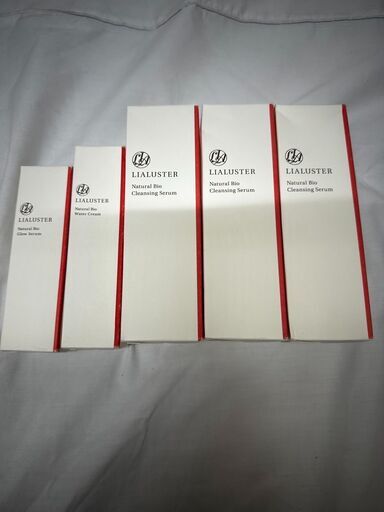 LIALUSTER
Natural Bio
Glow Serum
LIALUSTER
Natural Bio
Water Cream
LIALUSTER
Natural Bio
Cleansing Serum
LIALUSTER
Natural Bio
Cleansing Serum
LIALUSTER
Natural Bio
Cleansing Serum